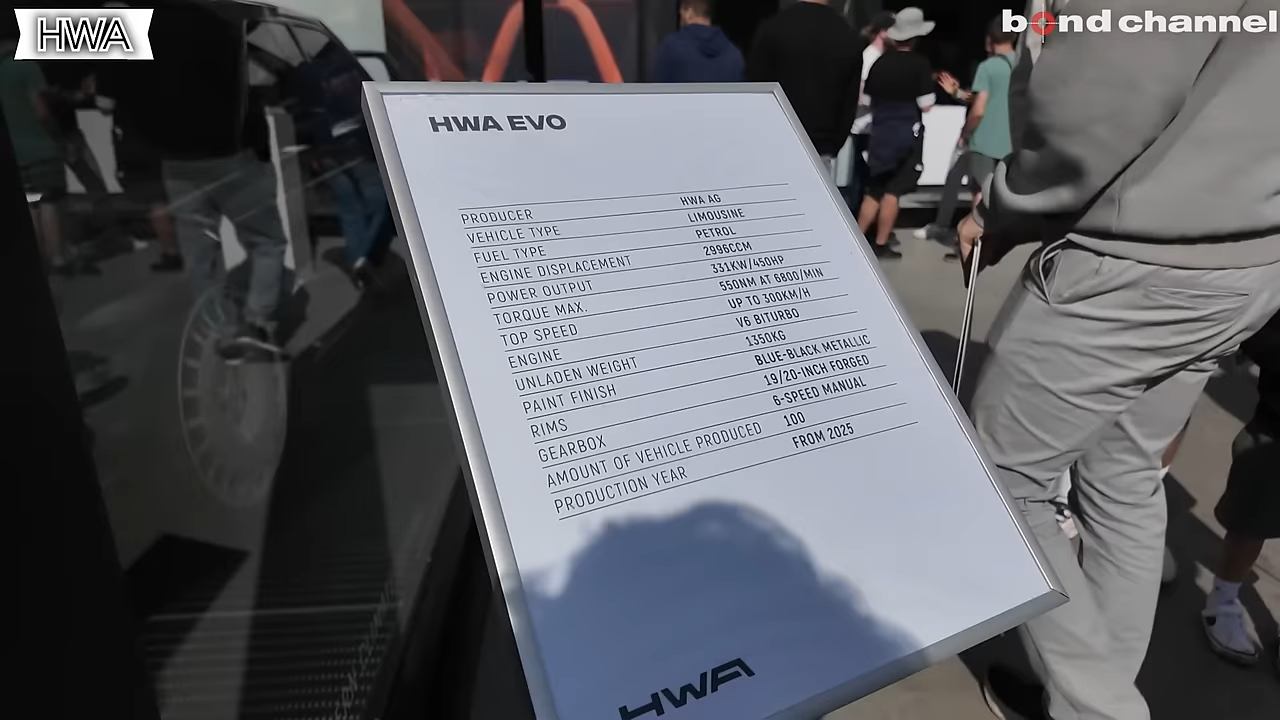 HWA
bond channel
HWA EVO
PRODUCER HWA AG
VEHICLE TYPE LIMOUSINE
FUEL TYPE PETROL
ENGINE DISPLACEMENT 2996CCM
POWER OUTPUT 331KW/450HP
TORQUE MAX. 550NM AT 6800/MIN
TOP SPEED UP TO 300KM/H
ENGINE V6 BITURBO
UNLADEN WEIGHT 1350KG
PAINT FINISH BLUE-BLACK METALLIC
RIMS 19/20-INCH FORGED
GEARBOX 6-SPEED MANUAL
AMOUNT OF VEHICLE PRODUCED 100
PRODUCTION YEAR FROM 2025
HWA